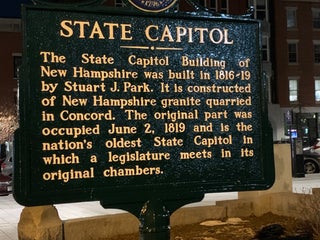 STATE CAPITOL
The State Capitol Building of
New Hampshire was built in 1816-19
by Stuart J. Park. It is constructed
of New Hampshire granite quarried
in Concord. The original part was
occupied June 2, 1819 and is the
nation's oldest State Capitol in
which a legislature meets in its
original chambers.